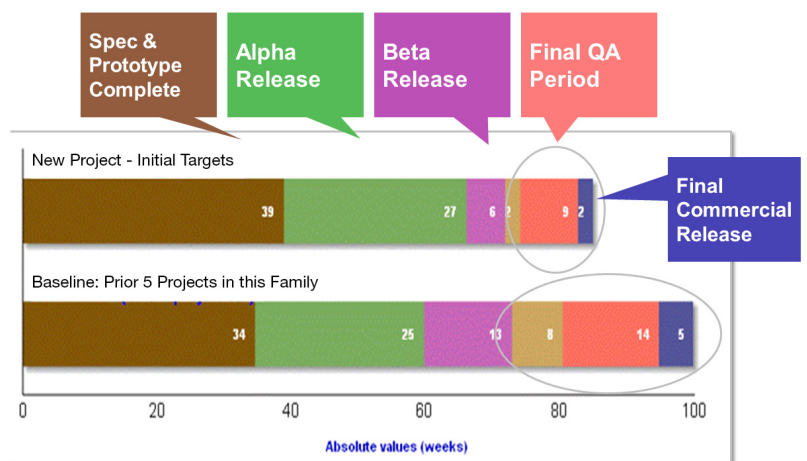 Spec &
Prototype
Complete
Alpha
Release
Beta
Release
Final QA
Period
New Project - Initial Targets
39
27
6
2
9
2
Final
Commercial
Release
Baseline: Prior 5 Projects in this Family
34
25
13
8
14
5
0
20
40
60
80
100
Absolute values (weeks)